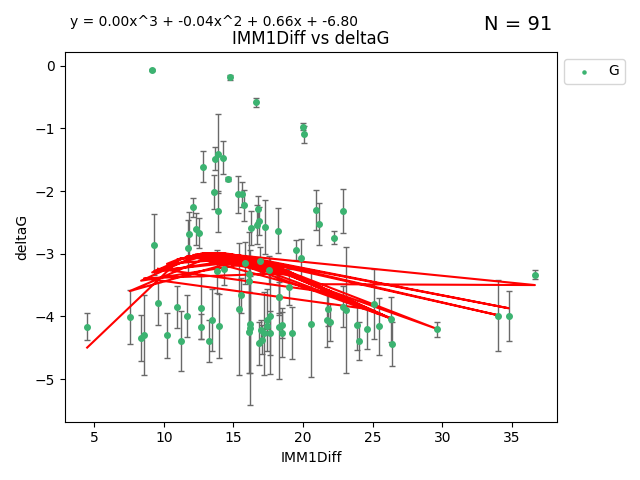 y = 0.00x^3 + -0.04x^2 + 0.66x + -6.80
N = 91
IMM1Diff vs deltaG
G
0
−1
−2
−3
−4
−5
deltaG
5 10 15 20 25 30 35
IMM1Diff